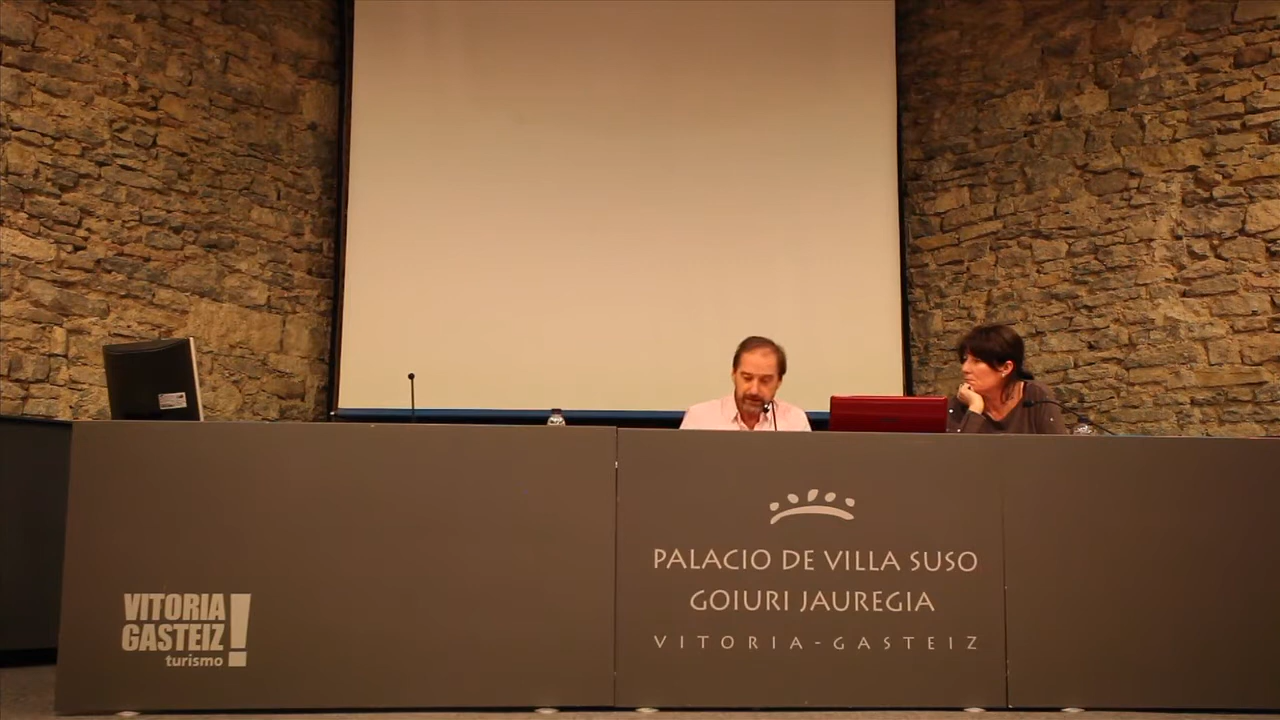 PALACIO DE VILLA SUSO
GOIURI JAUREGIA
VITORIA-GASTEIZ
VITORIA
GASTEIZ!
turismo